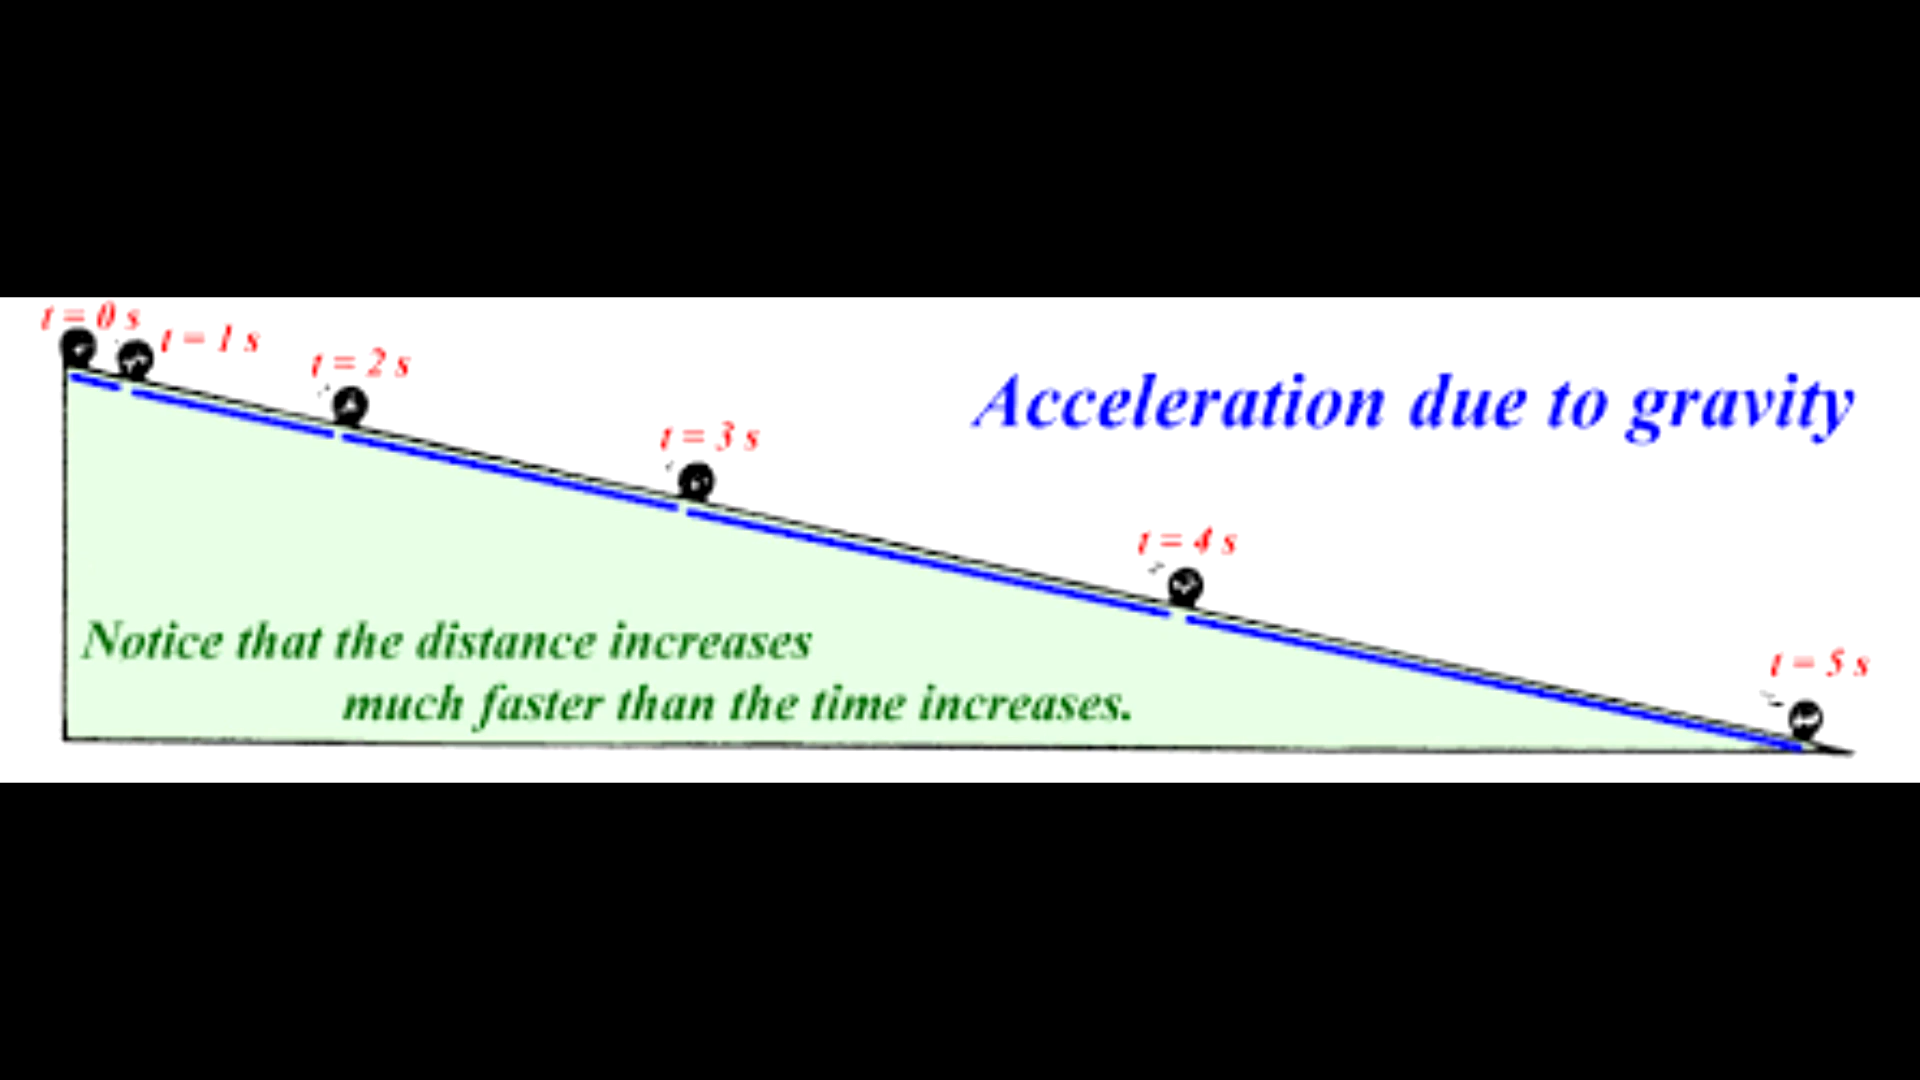 t = 0 s
t = 1 s
t = 2 s
Acceleration due to gravity
t = 3 s
t = 4 s
Notice that the distance increases
much faster than the time increases.
t = 5 s